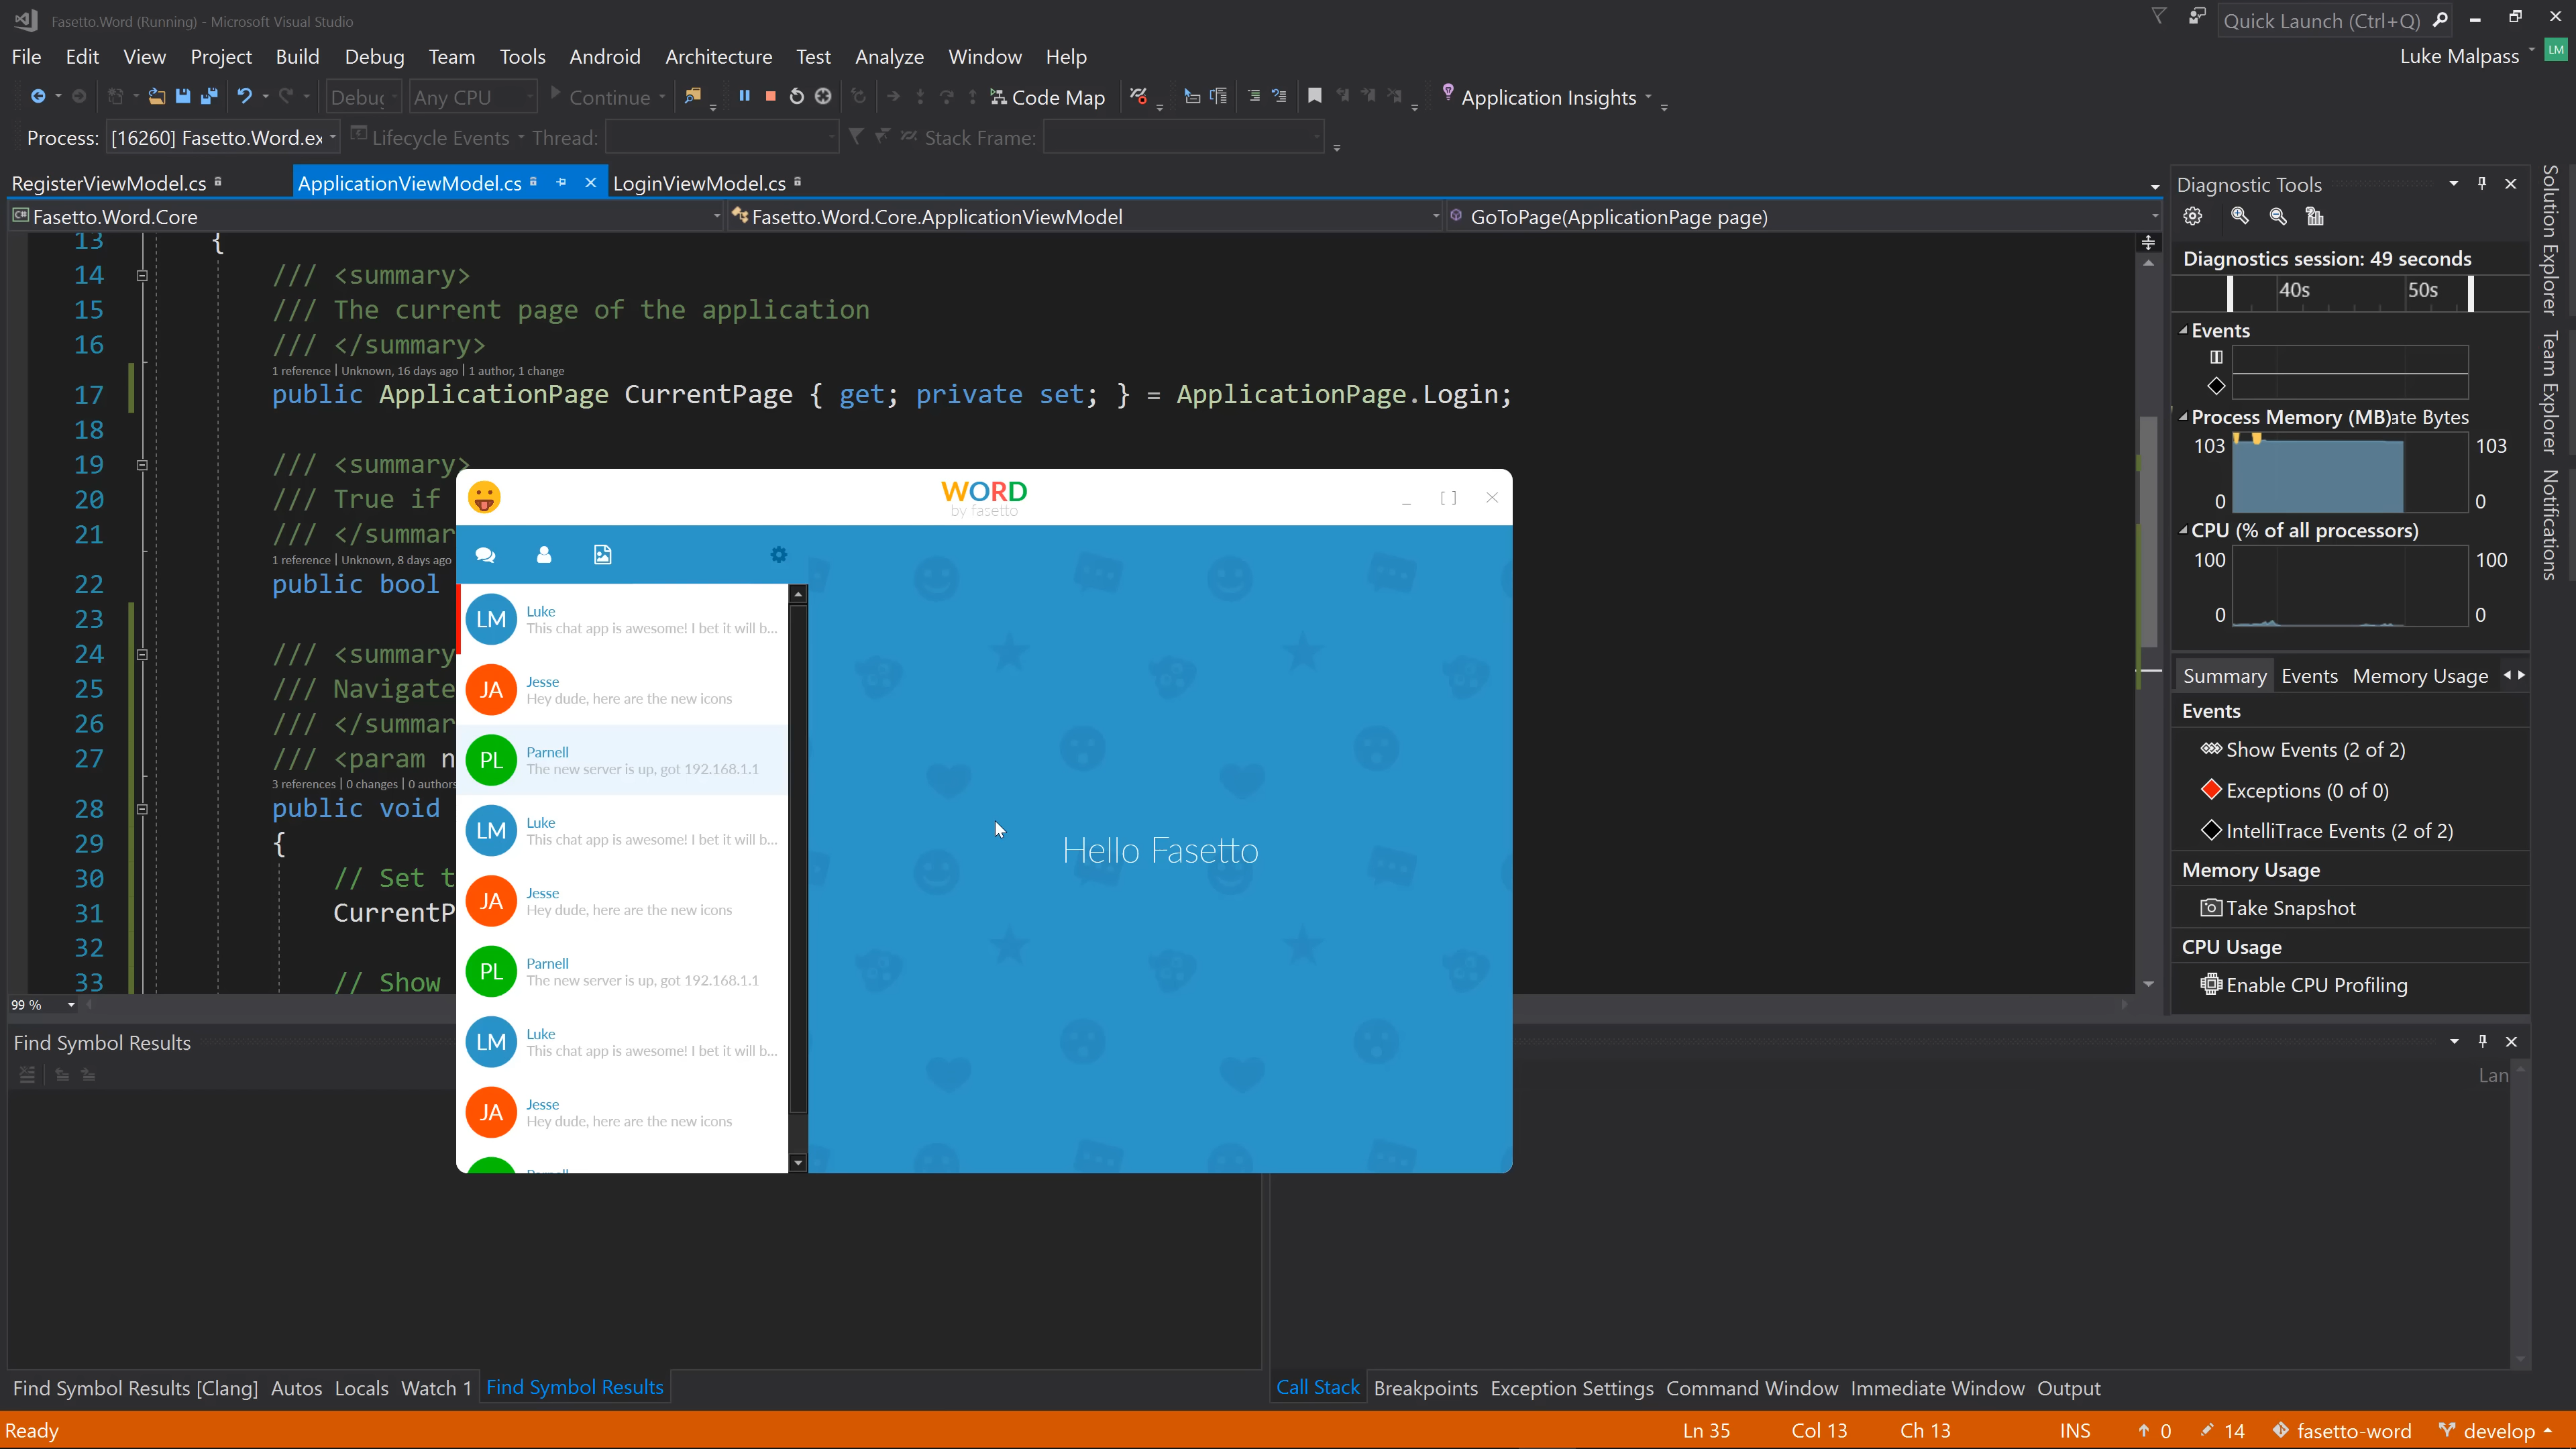 Fasetto.Word (Running) - Microsoft Visual Studio
Quick Launch (Ctrl+Q)
File Edit View Project Build Debug Team Tools Android Architecture Test Analyze Window Help
Luke Malpass
LM
Debug Any CPU Continue Code Map Application Insights
Process: [16260] Fasetto.Word.ex Lifecycle Events Thread: Stack Frame:
RegisterViewModel.cs ApplicationViewModel.cs LoginViewModel.cs
Fasetto.Word.Core Fasetto.Word.Core.ApplicationViewModel GoToPage(ApplicationPage page)
13 {
14 /// <summary>
15 /// The current page of the application
16 /// </summary>
1 reference | Unknown, 16 days ago | 1 author, 1 change
17 public ApplicationPage CurrentPage { get; private set; } = ApplicationPage.Login;
18
19 /// <summary>
20 /// True if
21 /// </summar
1 reference | Unknown, 8 days ago
22 public bool
23
24 /// <summary
25 /// Navigate
26 /// </summar
27 /// <param n
3 references | 0 changes | 0 authors
28 public void
29 {
30 // Set t
31 CurrentP
32
33 // Show
99 %
WORD
by fasetto
_ [ ]
LM
Luke
This chat app is awesome! I bet it will b...
JA
Jesse
Hey dude, here are the new icons
PL
Parnell
The new server is up, got 192.168.1.1
LM
Luke
This chat app is awesome! I bet it will b...
JA
Jesse
Hey dude, here are the new icons
PL
Parnell
The new server is up, got 192.168.1.1
LM
Luke
This chat app is awesome! I bet it will b...
JA
Jesse
Hey dude, here are the new icons
Hello Fasetto
Diagnostic Tools
Diagnostics session: 49 seconds
40s 50s
Events
Process Memory (MB)ate Bytes
103 103
0 0
CPU (% of all processors)
100 100
0 0
Summary Events Memory Usage
Events
Show Events (2 of 2)
Exceptions (0 of 0)
IntelliTrace Events (2 of 2)
Memory Usage
Take Snapshot
CPU Usage
Enable CPU Profiling
Solution Explorer
Team Explorer
Notifications
Find Symbol Results
Lan
Find Symbol Results [Clang] Autos Locals Watch 1 Find Symbol Results
Call Stack Breakpoints Exception Settings Command Window Immediate Window Output
Ready Ln 35 Col 13 Ch 13 INS 0 14 fasetto-word develop